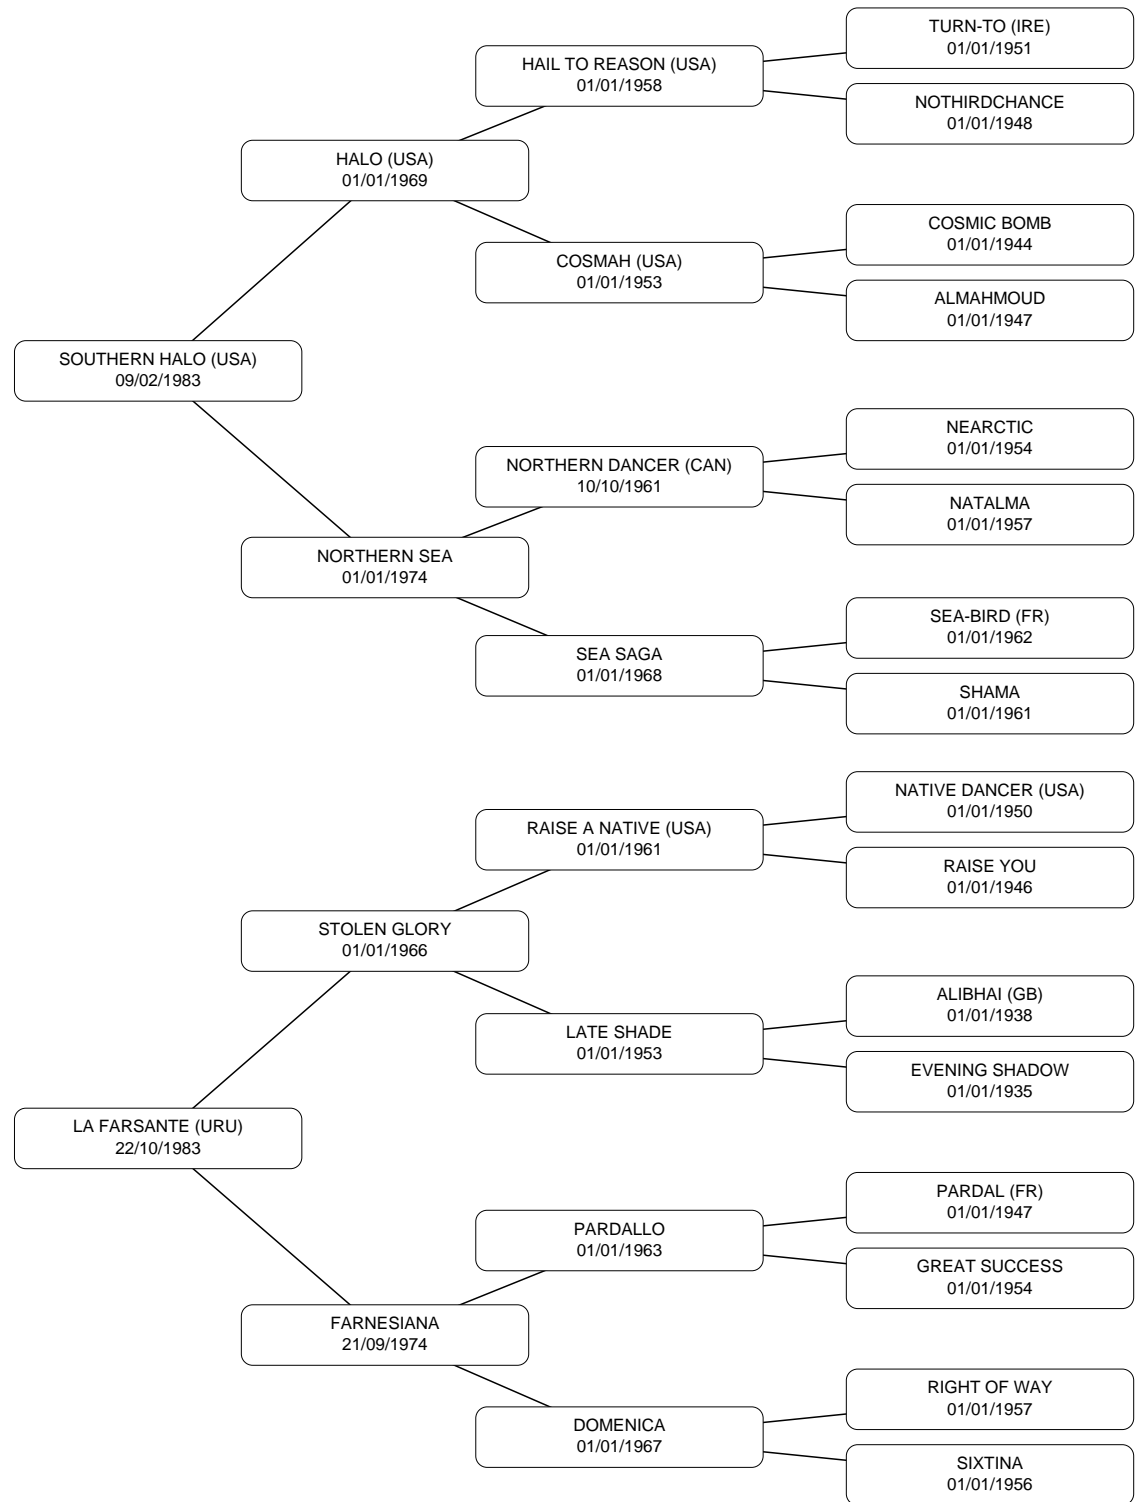 TURN-TO (IRE)
01/01/1951
HAIL TO REASON (USA)
01/01/1958
NOTHIRDCHANCE
01/01/1948
HALO (USA)
01/01/1969
COSMIC BOMB
01/01/1944
COSMAH (USA)
01/01/1953
ALMAHMOUD
01/01/1947
SOUTHERN HALO (USA)
09/02/1983
NEARCTIC
01/01/1954
NORTHERN DANCER (CAN)
10/10/1961
NATALMA
01/01/1957
NORTHERN SEA
01/01/1974
SEA-BIRD (FR)
01/01/1962
SEA SAGA
01/01/1968
SHAMA
01/01/1961
NATIVE DANCER (USA)
01/01/1950
RAISE A NATIVE (USA)
01/01/1961
RAISE YOU
01/01/1946
STOLEN GLORY
01/01/1966
ALIBHAI (GB)
01/01/1938
LATE SHADE
01/01/1953
EVENING SHADOW
01/01/1935
LA FARSANTE (URU)
22/10/1983
PARDAL (FR)
01/01/1947
PARDALLO
01/01/1963
GREAT SUCCESS
01/01/1954
FARNESIANA
21/09/1974
RIGHT OF WAY
01/01/1957
DOMENICA
01/01/1967
SIXTINA
01/01/1956